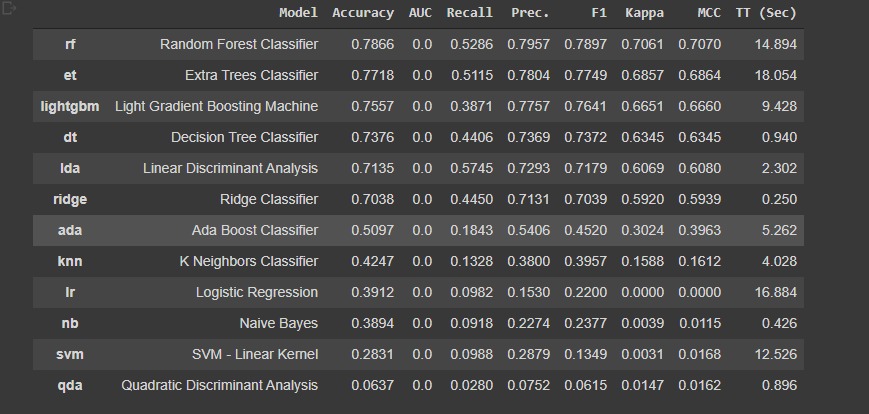 Model Accuracy AUC Recall Prec. F1 Kappa MCC TT (Sec)
rf Random Forest Classifier 0.7866 0.0 0.5286 0.7957 0.7897 0.7061 0.7070 14.894
et Extra Trees Classifier 0.7718 0.0 0.5115 0.7804 0.7749 0.6857 0.6864 18.054
lightgbm Light Gradient Boosting Machine 0.7557 0.0 0.3871 0.7757 0.7641 0.6651 0.6660 9.428
dt Decision Tree Classifier 0.7376 0.0 0.4406 0.7369 0.7372 0.6345 0.6345 0.940
lda Linear Discriminant Analysis 0.7135 0.0 0.5745 0.7293 0.7179 0.6069 0.6080 2.302
ridge Ridge Classifier 0.7038 0.0 0.4450 0.7131 0.7039 0.5920 0.5939 0.250
ada Ada Boost Classifier 0.5097 0.0 0.1843 0.5406 0.4520 0.3024 0.3963 5.262
knn K Neighbors Classifier 0.4247 0.0 0.1328 0.3800 0.3957 0.1588 0.1612 4.028
lr Logistic Regression 0.3912 0.0 0.0982 0.1530 0.2200 0.0000 0.0000 16.884
nb Naive Bayes 0.3894 0.0 0.0918 0.2274 0.2377 0.0039 0.0115 0.426
svm SVM - Linear Kernel 0.2831 0.0 0.0988 0.2879 0.1349 0.0031 0.0168 12.526
qda Quadratic Discriminant Analysis 0.0637 0.0 0.0280 0.0752 0.0615 0.0147 0.0162 0.896